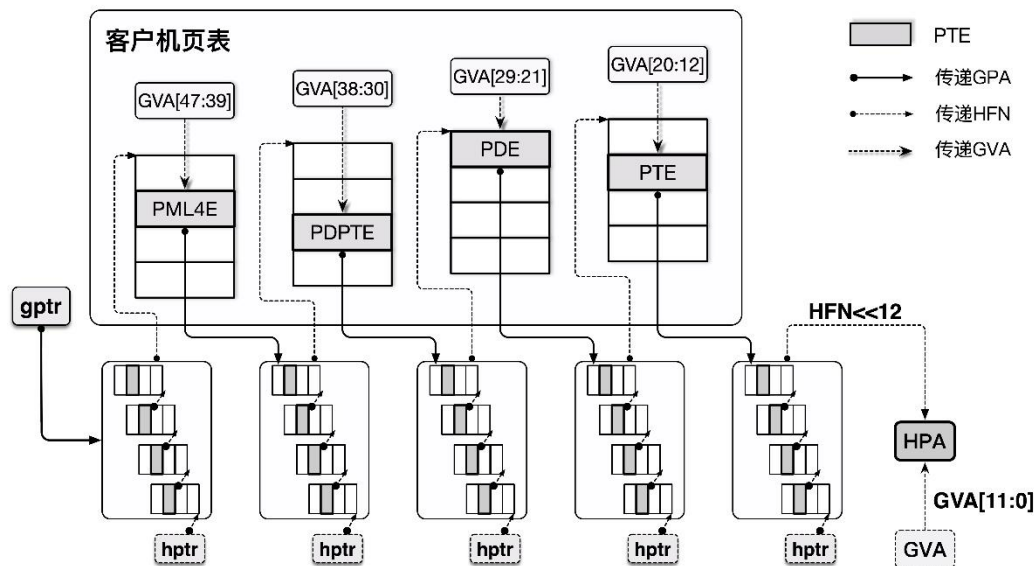 客户机页表
GVA[47:39]
GVA[38:30]
GVA[29:21]
GVA[20:12]
PTE
传递GPA
传递HFN
传递GVA
PML4E
PDPTE
PDE
PTE
gptr
HFN<<12
HPA
GVA[11:0]
GVA
hptr
hptr
hptr
hptr
hptr